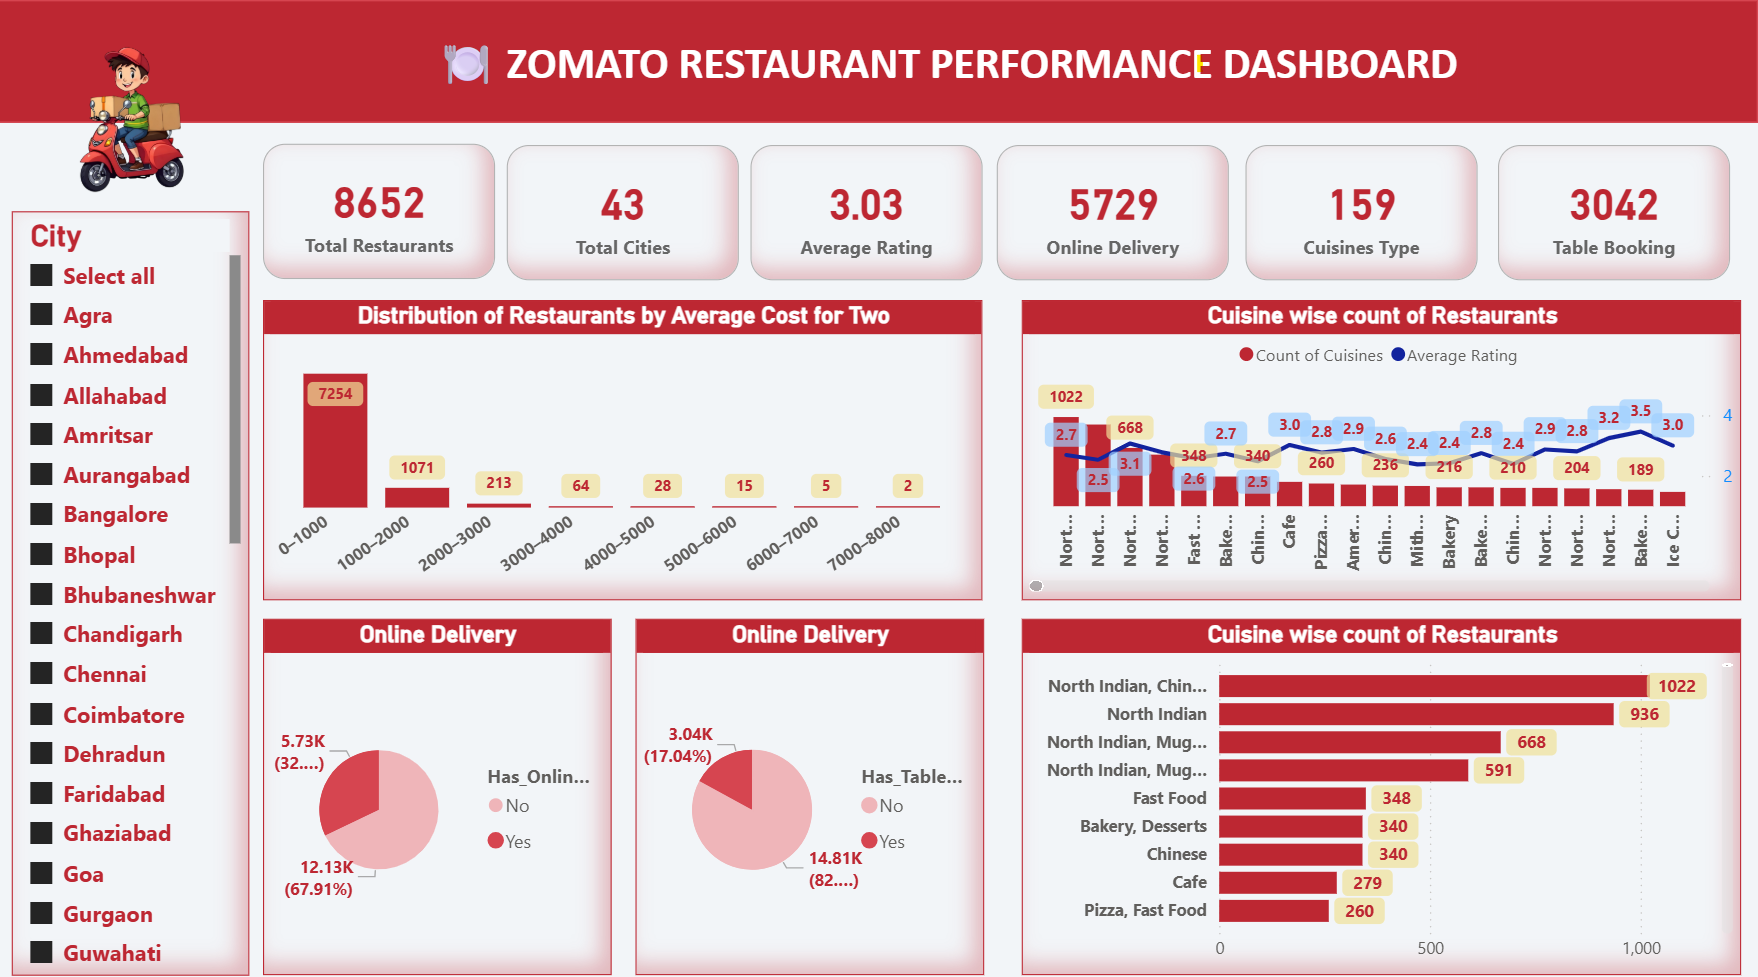 ZOMATO RESTAURANT PERFORMANCE DASHBOARD
8652
Total Restaurants
43
Total Cities
3.03
Average Rating
5729
Online Delivery
159
Cuisines Type
3042
Table Booking
City
Select all
Agra
Ahmedabad
Allahabad
Amritsar
Aurangabad
Bangalore
Bhopal
Bhubaneshwar
Chandigarh
Chennai
Coimbatore
Dehradun
Faridabad
Ghaziabad
Goa
Gurgaon
Guwahati
Distribution of Restaurants by Average Cost for Two
7254
1071
213
64
28
15
5
2
0–1000
1000–2000
2000–3000
3000–4000
4000–5000
5000–6000
6000–7000
7000–8000
Cuisine wise count of Restaurants
Count of Cuisines
Average Rating
1022
668
348
340
260
236
216
210
204
189
2.7
2.5
3.1
2.6
2.7
2.5
3.0
2.8
2.9
2.6
2.4
2.4
2.8
2.4
2.9
2.8
3.2
3.5
3.0
4
2
Nort...
Nort...
Nort...
Nort...
Fast ...
Bake...
Chin...
Cafe
Pizza...
Amer...
Chin...
Mith...
Bakery
Bake...
Chin...
Nort...
Nort...
Nort...
Bake...
Ice C...
Online Delivery
5.73K
(32....)
12.13K
(67.91%)
Has_Onlin...
No
Yes
Online Delivery
3.04K
(17.04%)
14.81K
(82....)
Has_Table...
No
Yes
Cuisine wise count of Restaurants
North Indian, Chin... 1022
North Indian 936
North Indian, Mug... 668
North Indian, Mug... 591
Fast Food 348
Bakery, Desserts 340
Chinese 340
Cafe 279
Pizza, Fast Food 260
0 500 1,000